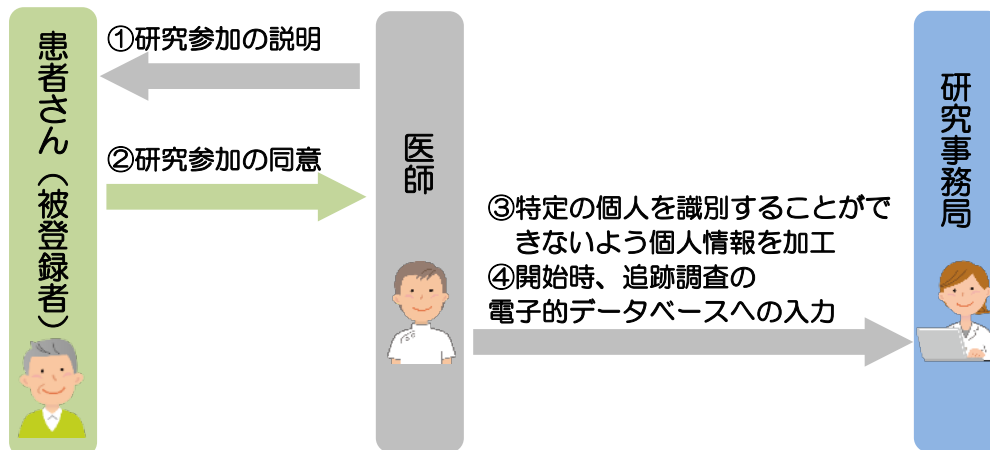 患者さん（被登録者）
①研究参加の説明
②研究参加の同意
医師
③特定の個人を識別することがで
きないよう個人情報を加工
④開始時、追跡調査の
電子的データベースへの入力
研究事務局